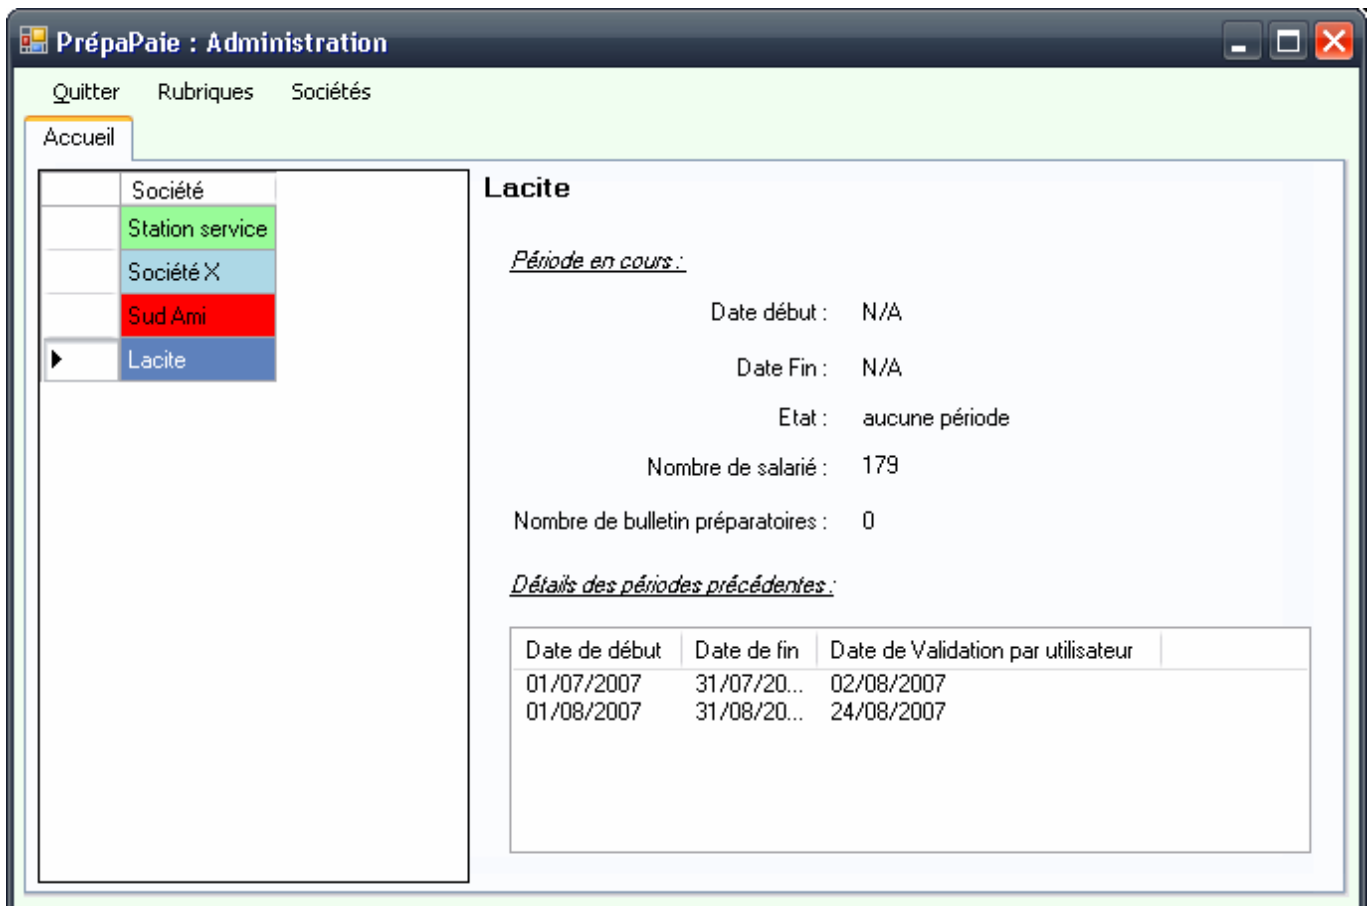 PrépaPaie : Administration
Quitter Rubriques Sociétés
Accueil
Société
Station service
Société X
Sud Ami
Lacite
Lacite
Période en cours :
Date début : N/A
Date Fin : N/A
Etat : aucune période
Nombre de salarié : 179
Nombre de bulletin préparatoires : 0
Détails des périodes précédentes :
Date de début Date de fin Date de Validation par utilisateur
01/07/2007 31/07/20... 02/08/2007
01/08/2007 31/08/20... 24/08/2007